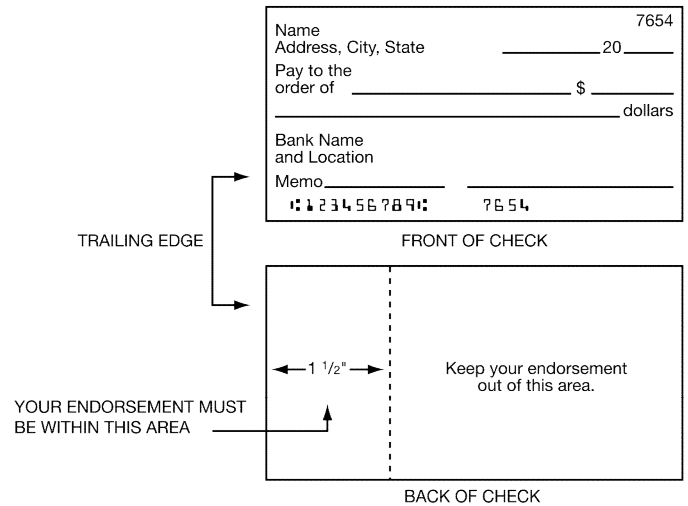 7654
Name
Address, City, State
20
Pay to the
order of $
dollars
Bank Name
and Location
Memo
⑆123456789⑆ 7654
TRAILING EDGE
FRONT OF CHECK
1 1/2"
Keep your endorsement
out of this area.
YOUR ENDORSEMENT MUST
BE WITHIN THIS AREA
BACK OF CHECK